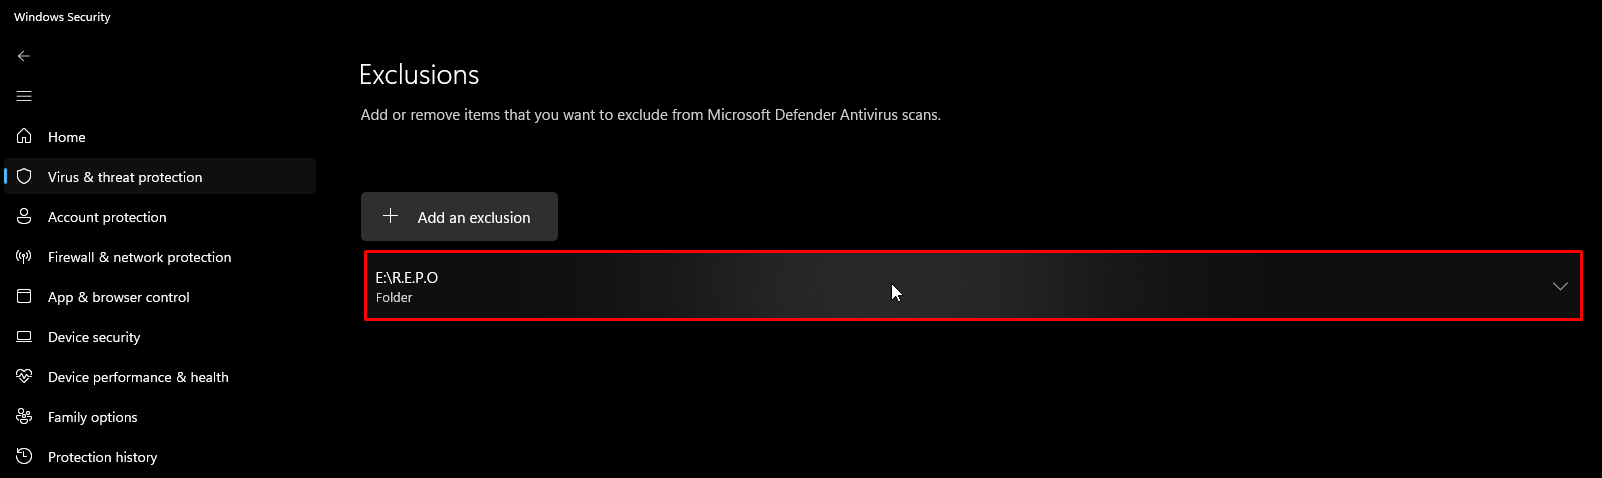 Windows Security
Home
Virus & threat protection
Account protection
Firewall & network protection
App & browser control
Device security
Device performance & health
Family options
Protection history
Exclusions
Add or remove items that you want to exclude from Microsoft Defender Antivirus scans.
Add an exclusion
E:\R.E.P.O
Folder